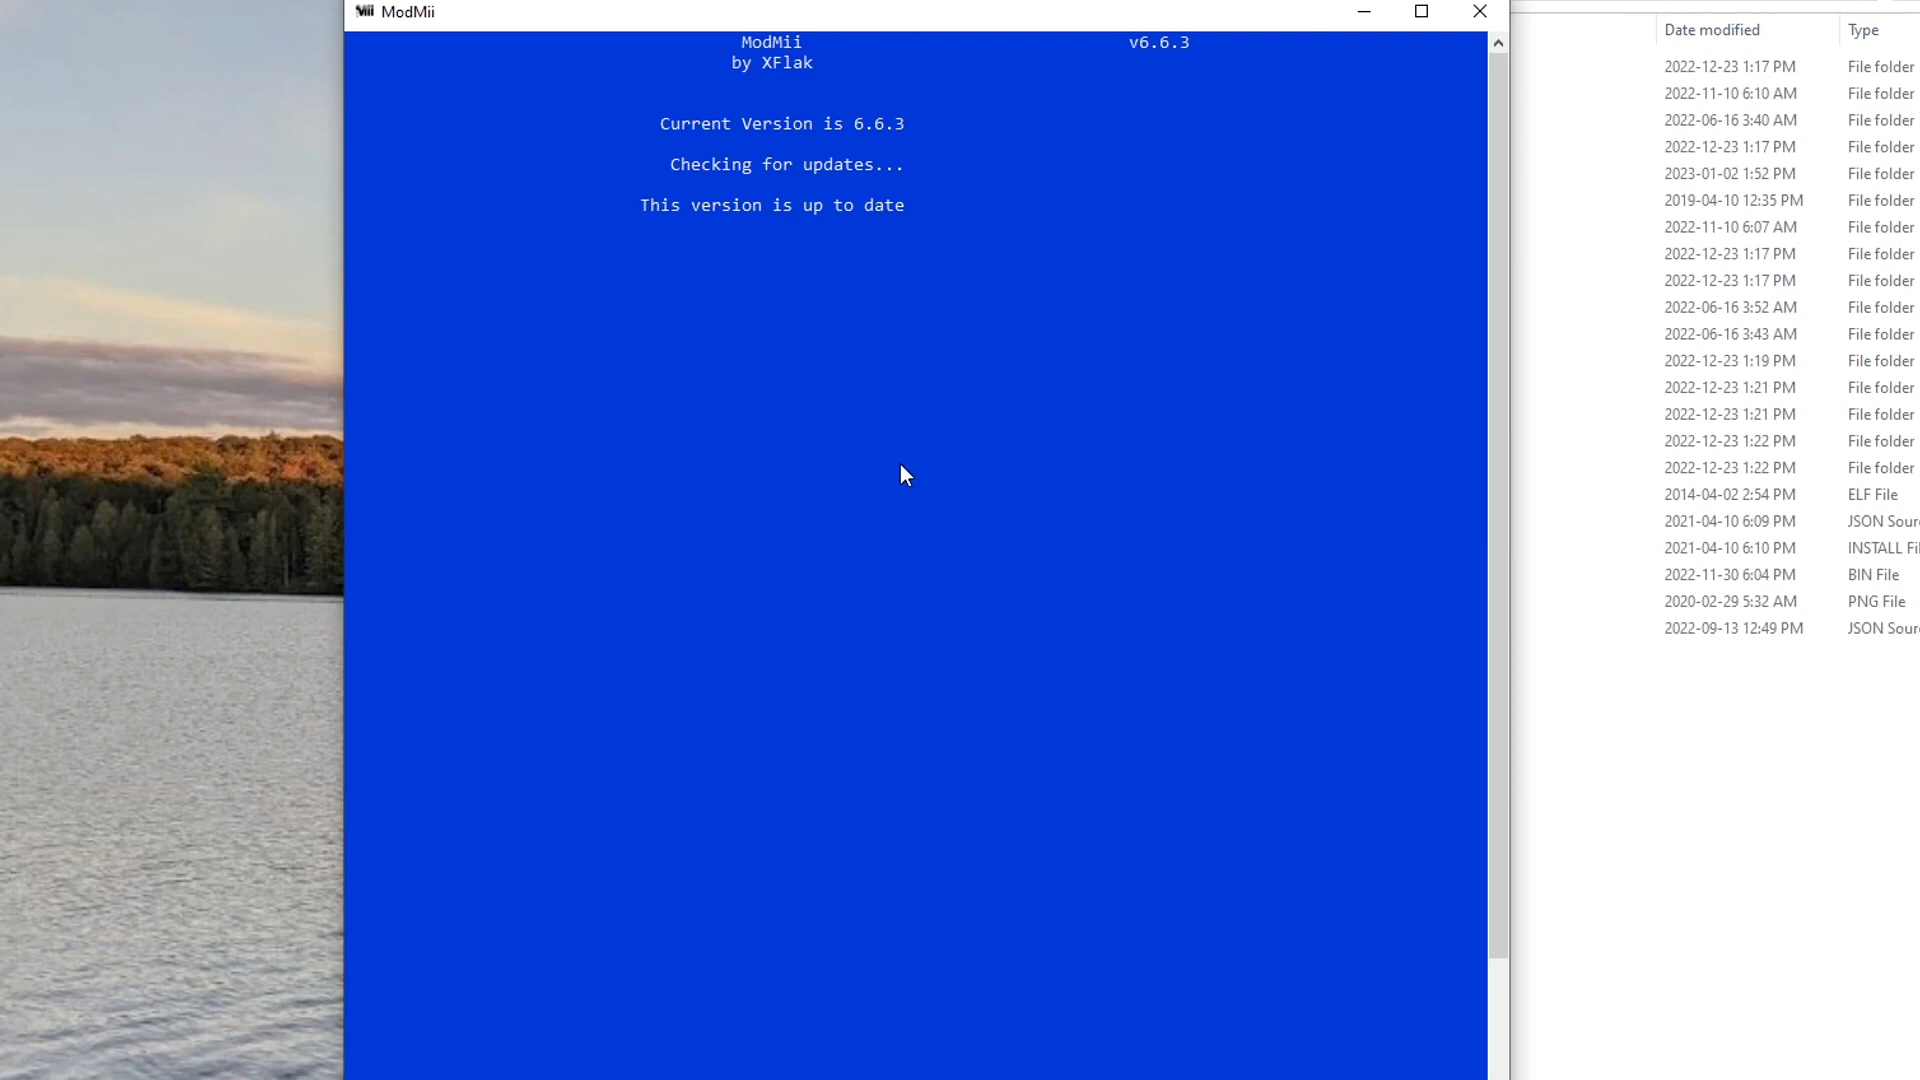 ModMii
ModMii v6.6.3
by XFlak
Current Version is 6.6.3
Checking for updates...
This version is up to date
Date modified Type
2022-12-23 1:17 PM File folder
2022-11-10 6:10 AM File folder
2022-06-16 3:40 AM File folder
2022-12-23 1:17 PM File folder
2023-01-02 1:52 PM File folder
2019-04-10 12:35 PM File folder
2022-11-10 6:07 AM File folder
2022-12-23 1:17 PM File folder
2022-12-23 1:17 PM File folder
2022-06-16 3:52 AM File folder
2022-06-16 3:43 AM File folder
2022-12-23 1:19 PM File folder
2022-12-23 1:21 PM File folder
2022-12-23 1:21 PM File folder
2022-12-23 1:22 PM File folder
2022-12-23 1:22 PM File folder
2014-04-02 2:54 PM ELF File
2021-04-10 6:09 PM JSON Sour
2021-04-10 6:10 PM INSTALL Fi
2022-11-30 6:04 PM BIN File
2020-02-29 5:32 AM PNG File
2022-09-13 12:49 PM JSON Sour